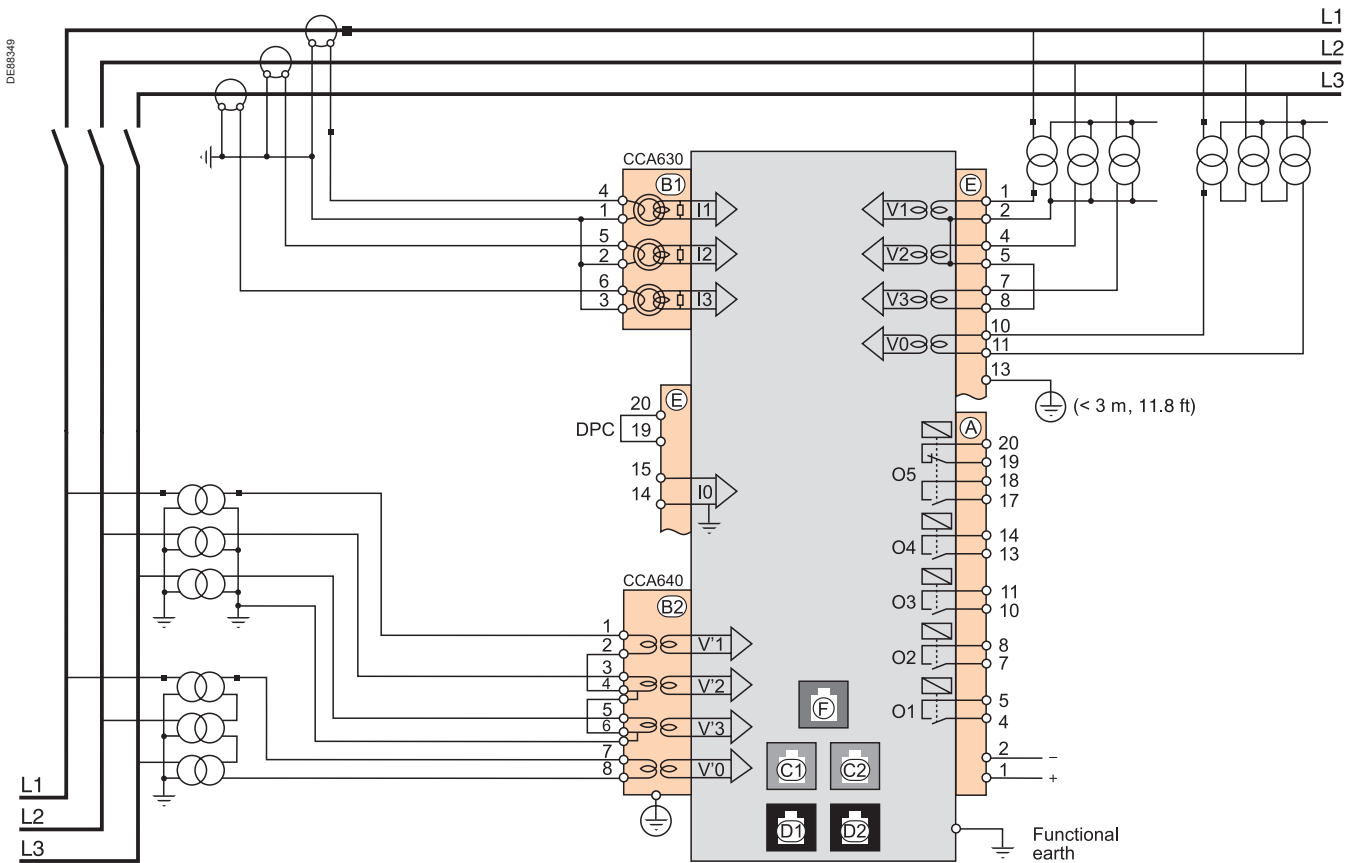 DE88349
L1
L2
L3
CCA630
B1
4
1
5
2
6
3
I1
I2
I3
E
V1
V2
V3
V0
1
2
4
5
7
8
10
11
13
(< 3 m, 11.8 ft)
E
20
DPC
19
15
14
I0
A
20
19
18
17
O5
14
13
O4
11
10
O3
8
7
O2
5
4
O1
2
–
1
+
CCA640
B2
1
2
3
4
5
6
7
8
V'1
V'2
V'3
V'0
F
C1
C2
D1
D2
L1
L2
L3
Functional
earth